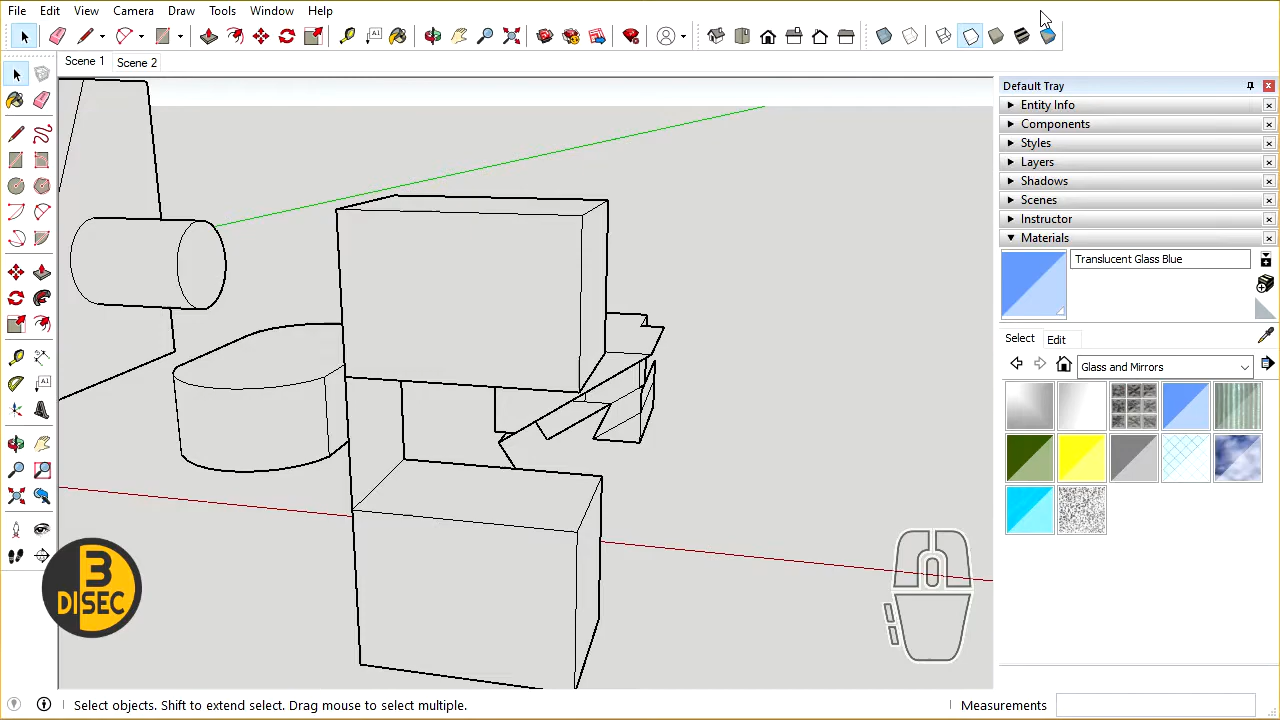 File Edit View Camera Draw Tools Window Help
Scene 1 Scene 2
Default Tray
Entity Info
Components
Styles
Layers
Shadows
Scenes
Instructor
Materials
Translucent Glass Blue
Select Edit
Glass and Mirrors
3
DISEC
Select objects. Shift to extend select. Drag mouse to select multiple.
Measurements